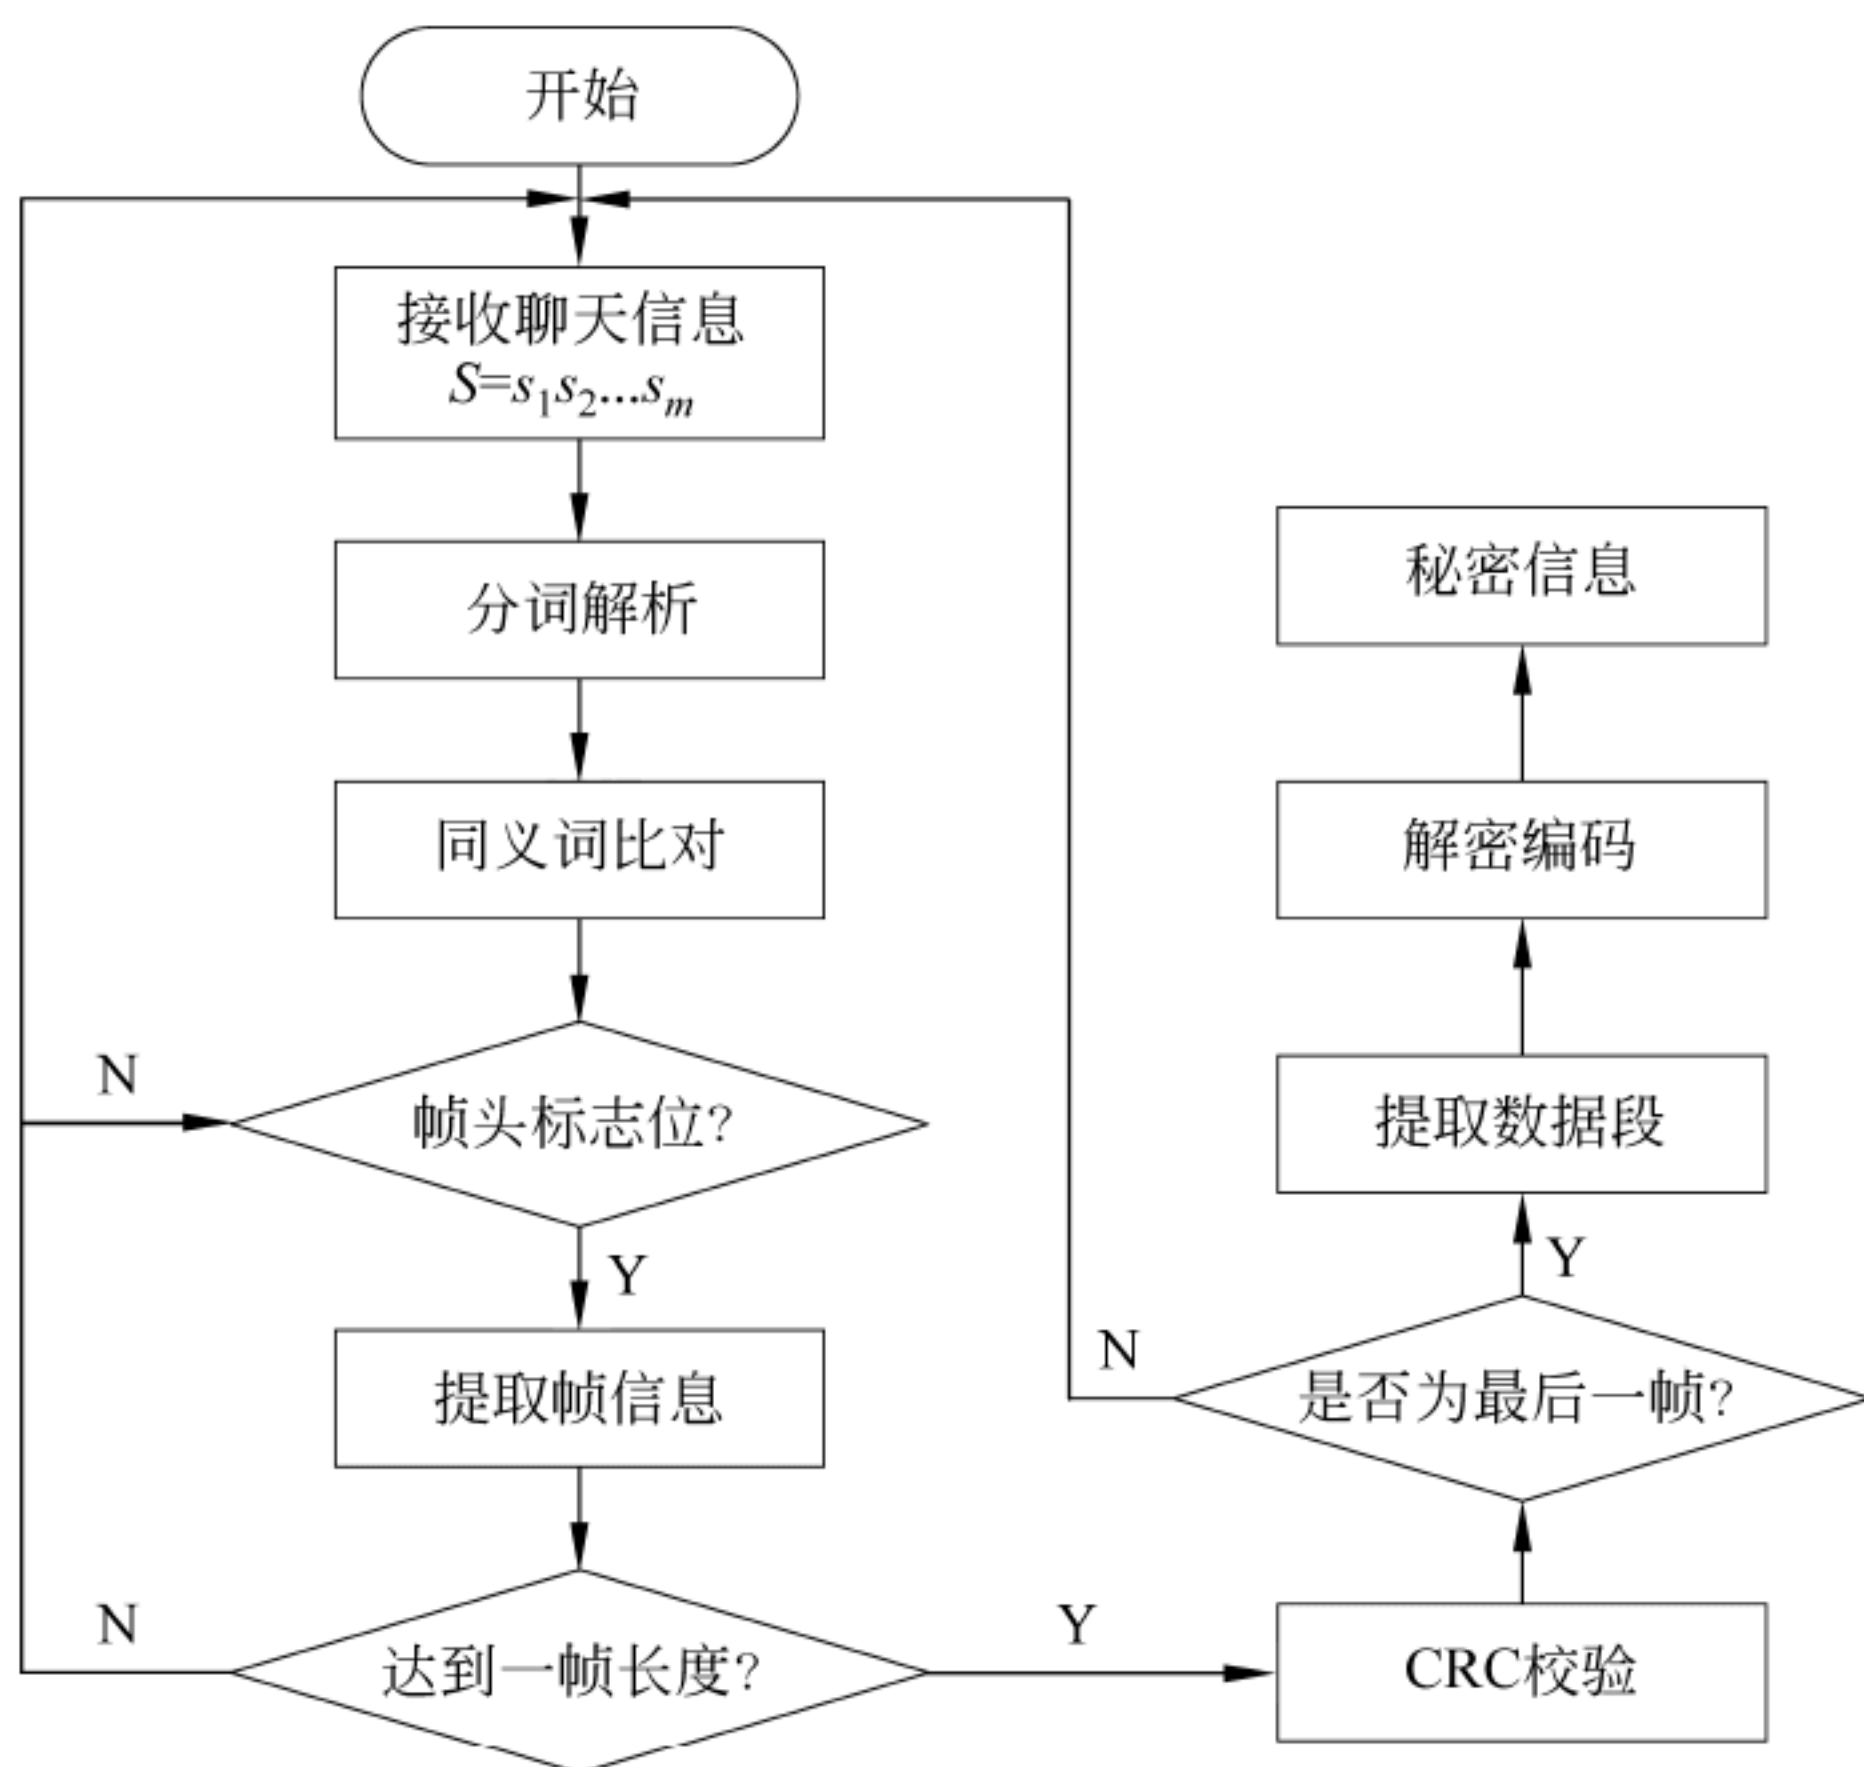 开始
接收聊天信息
S=s₁s₂...sₘ
分词解析
同义词比对
帧头标志位?
N
Y
提取帧信息
达到一帧长度?
N
Y
CRC校验
是否为最后一帧?
N
Y
提取数据段
解密编码
秘密信息